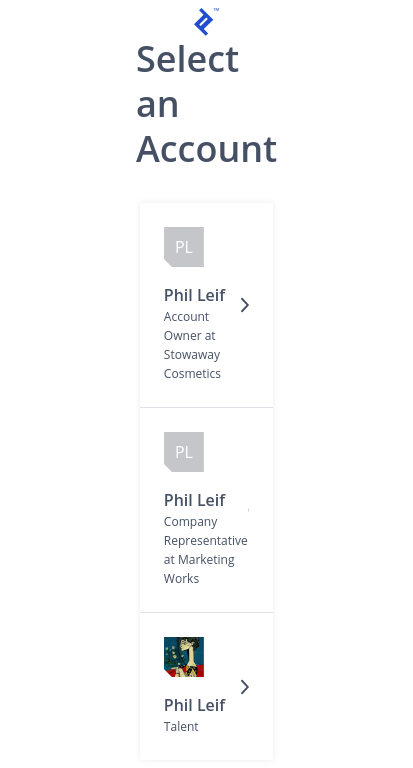 Select
an
Account
PL
Phil Leif
Account
Owner at
Stowaway
Cosmetics
PL
Phil Leif
Company
Representative
at Marketing
Works
Phil Leif
Talent